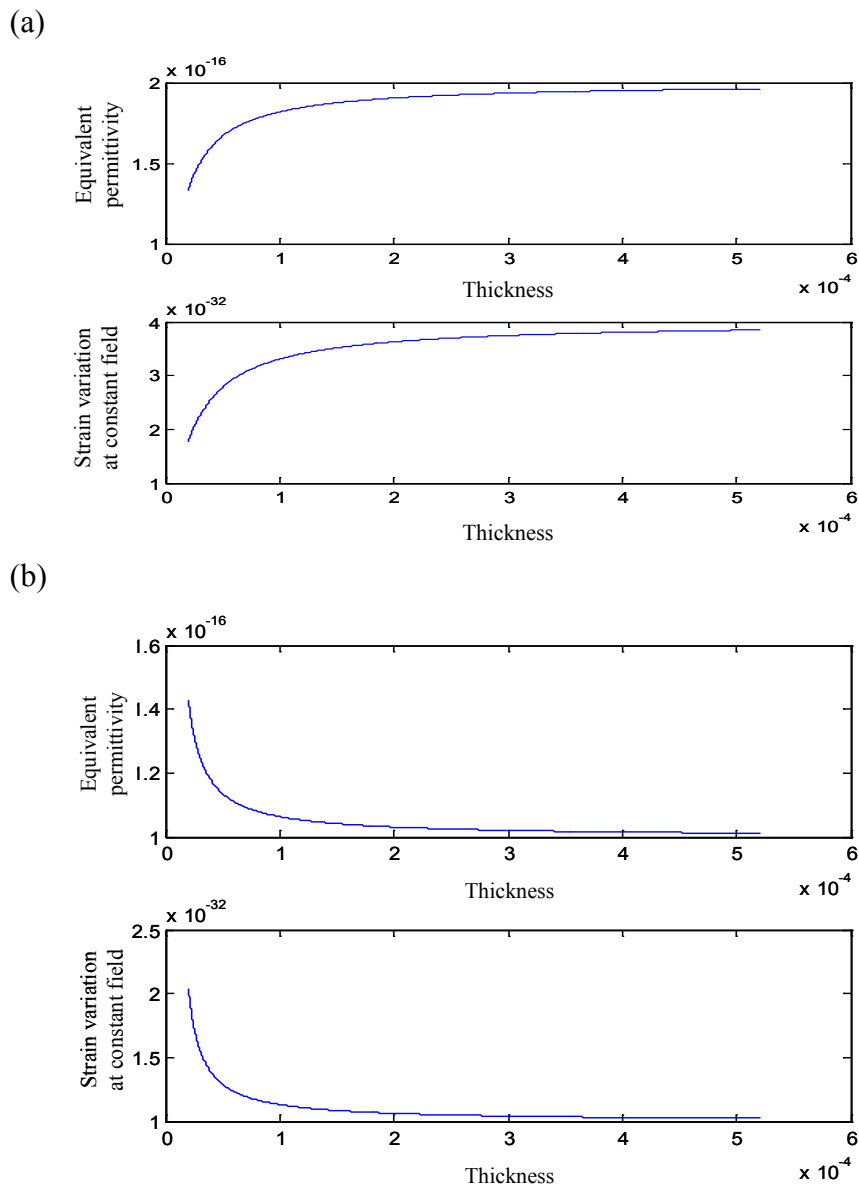 (a)
x 10^-16
2
1.5
1
Equivalent
permittivity
0 1 2 3 4 5 6
Thickness
x 10^-4
x 10^-32
4
3
2
1
Strain variation
at constant field
0 1 2 3 4 5 6
Thickness
x 10^-4
(b)
x 10^-16
1.6
1.4
1.2
1
Equivalent
permittivity
0 1 2 3 4 5 6
Thickness
x 10^-4
x 10^-32
2.5
2
1.5
1
Strain variation
at constant field
0 1 2 3 4 5 6
Thickness
x 10^-4